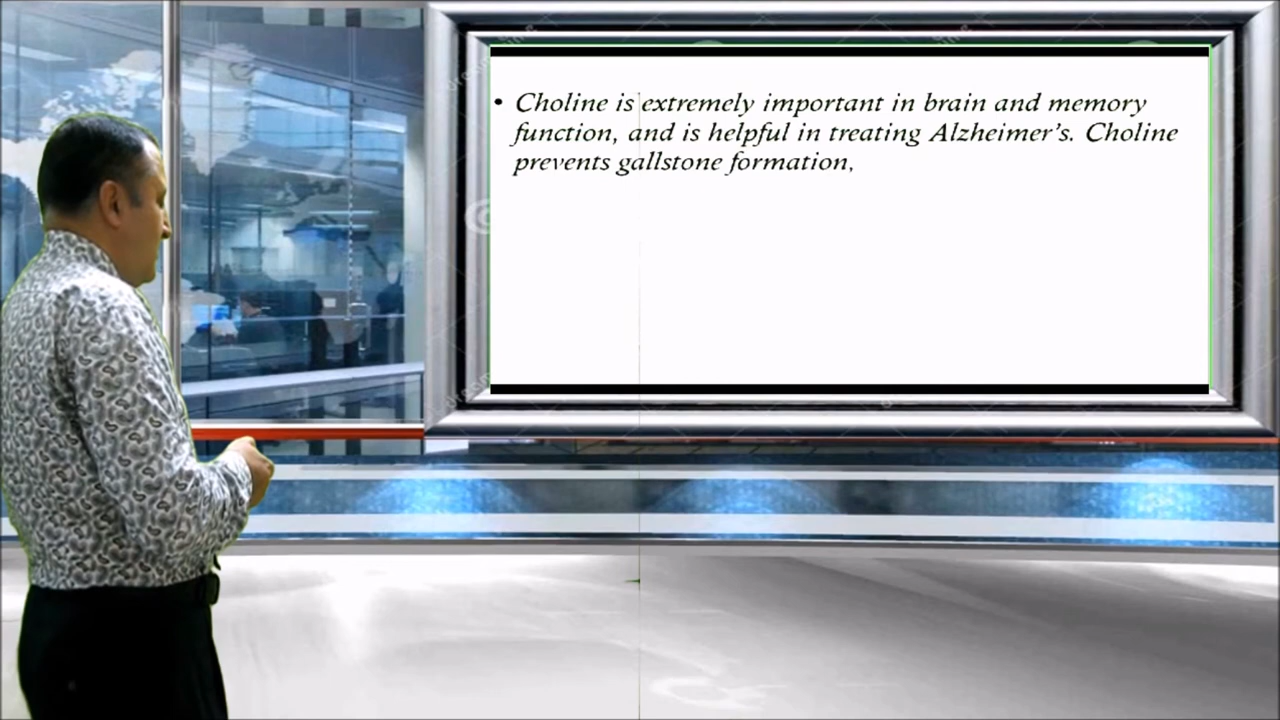 • Choline is extremely important in brain and memory
function, and is helpful in treating Alzheimer's. Choline
prevents gallstone formation,